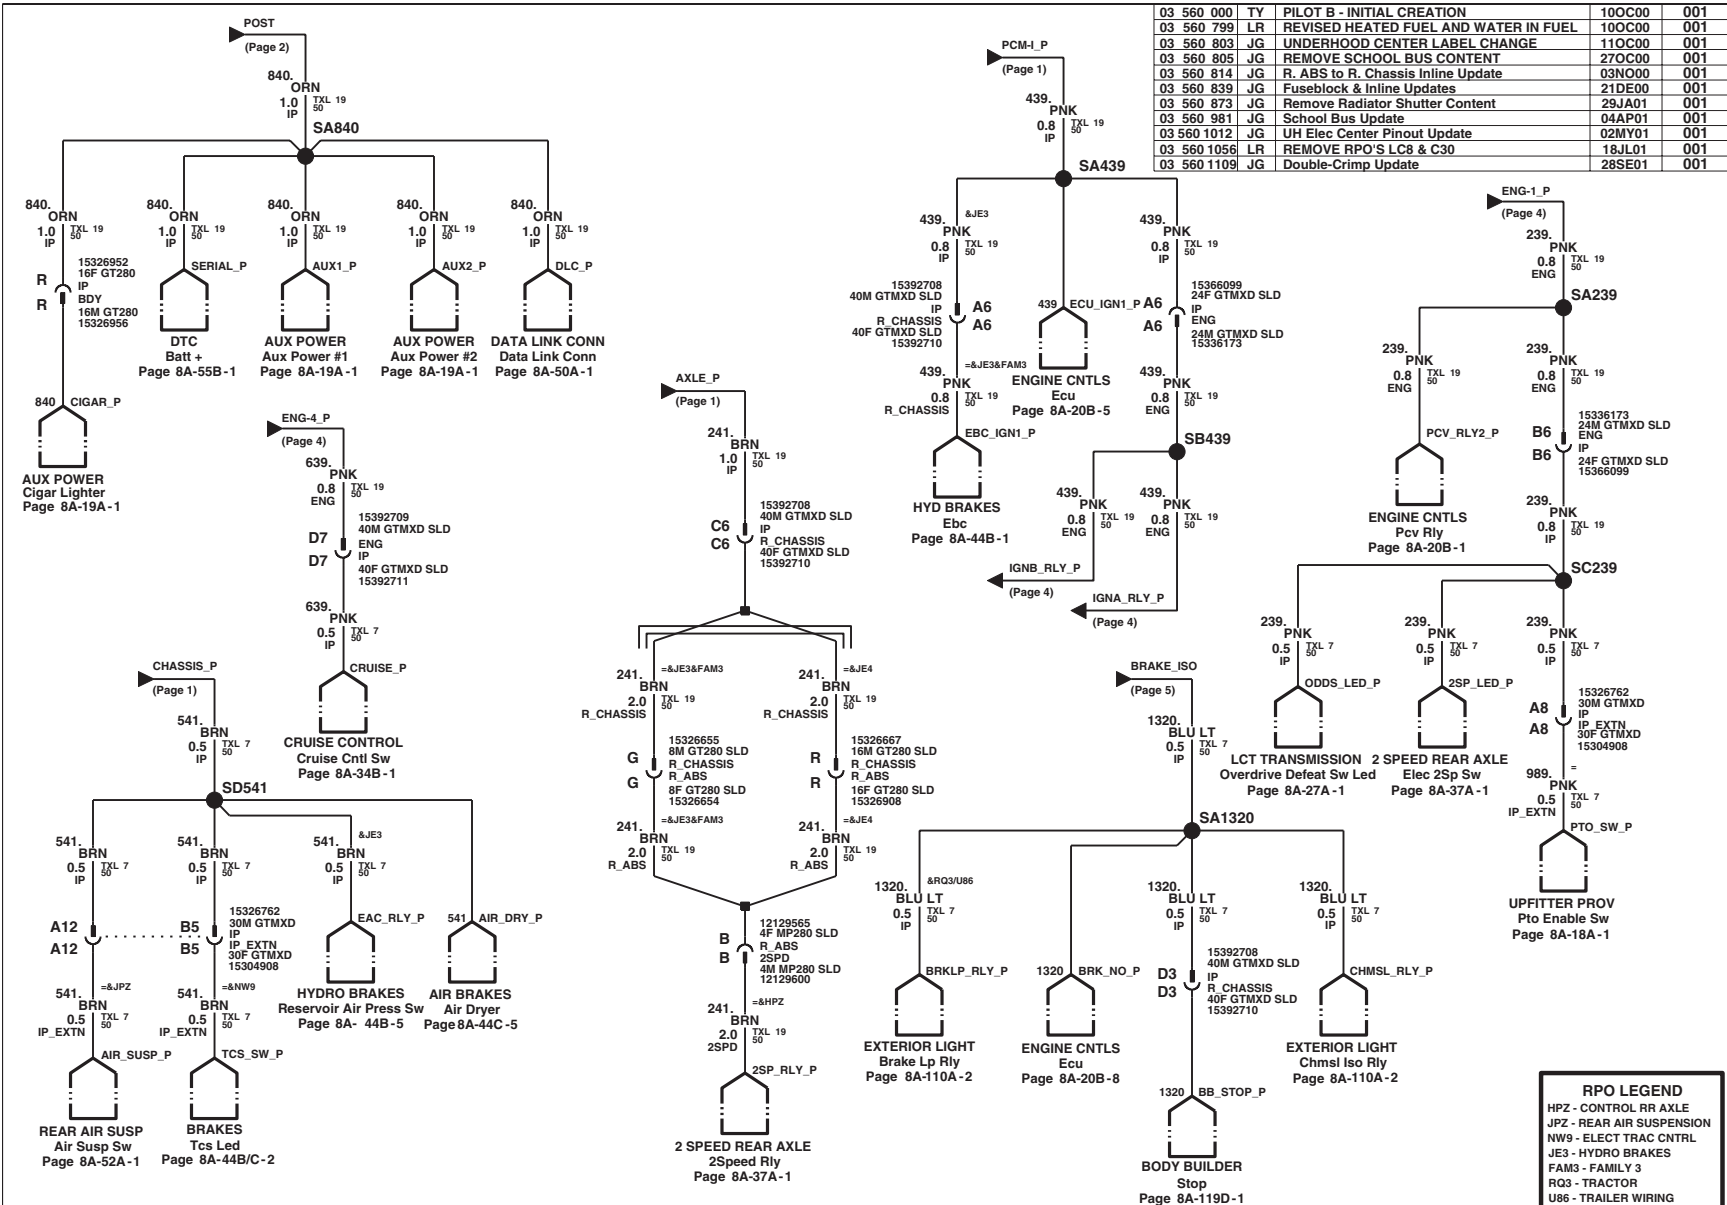 03 560 000 TY PILOT B - INITIAL CREATION 10OC00 001
03 560 799 LR REVISED HEATED FUEL AND WATER IN FUEL 10OC00 001
03 560 803 JG UNDERHOOD CENTER LABEL CHANGE 11OC00 001
03 560 805 JG REMOVE SCHOOL BUS CONTENT 27OC00 001
03 560 814 JG R. ABS to R. Chassis Inline Update 03NO00 001
03 560 839 JG Fuseblock & Inline Updates 21DE00 001
03 560 873 JG Remove Radiator Shutter Content 29JA01 001
03 560 981 JG School Bus Update 04AP01 001
03 560 1012 JG UH Elec Center Pinout Update 02MY01 001
03 560 1056 LR REMOVE RPO'S LC8 & C30 18JL01 001
03 560 1109 JG Double-Crimp Update 28SE01 001
POST
(Page 2)
840.
ORN
1.0 TXL 19
IP 50
SA840
840.
ORN
1.0 TXL 19
IP 50
840.
ORN
1.0 TXL 19
IP 50
840.
ORN
1.0 TXL 19
IP 50
840.
ORN
1.0 TXL 19
IP 50
840.
ORN
1.0 TXL 19
IP 50
15326952
16F GT280
R IP
R BDY
16M GT280
15326956
840 CIGAR_P
AUX POWER
Cigar Lighter
Page 8A-19A-1
SERIAL_P
DTC
Batt +
Page 8A-55B-1
AUX1_P
AUX POWER
Aux Power #1
Page 8A-19A-1
AUX2_P
AUX POWER
Aux Power #2
Page 8A-19A-1
DLC_P
DATA LINK CONN
Data Link Conn
Page 8A-50A-1
ENG-4_P
(Page 4)
639.
PNK
0.8 TXL 19
ENG 50
15392709
40M GTMXD SLD
D7 ENG
D7 IP
40F GTMXD SLD
15392711
639.
PNK
0.5 TXL 7
IP 50
CRUISE_P
CRUISE CONTROL
Cruise Cntl Sw
Page 8A-34B-1
CHASSIS_P
(Page 1)
541.
BRN
0.5 TXL 7
IP 50
SD541
541.
BRN
0.5 TXL 7
IP 50
541.
BRN
0.5 TXL 7
IP 50
&JE3
541.
BRN
0.5 TXL 7
IP 50
A12
A12
B5
B5
15326762
30M GTMXD
IP
IP_EXTN
30F GTMXD
15304908
=&JPZ
541.
BRN
0.5 TXL 7
IP_EXTN 50
AIR_SUSP_P
REAR AIR SUSP
Air Susp Sw
Page 8A-52A-1
=&NW9
541.
BRN
0.5 TXL 7
IP_EXTN 50
TCS_SW_P
BRAKES
Tcs Led
Page 8A-44B/C-2
EAC_RLY_P
HYDRO BRAKES
Reservoir Air Press Sw
Page 8A- 44B-5
541 AIR_DRY_P
AIR BRAKES
Air Dryer
Page 8A-44C-5
AXLE_P
(Page 1)
241.
BRN
1.0 TXL 19
IP 50
15392708
40M GTMXD SLD
C6 IP
C6 R_CHASSIS
40F GTMXD SLD
15392710
=&JE3&FAM3
241.
BRN
2.0 TXL 19
R_CHASSIS 50
=&JE4
241.
BRN
2.0 TXL 19
R_CHASSIS 50
15326655
8M GT280 SLD
G R_CHASSIS
G R_ABS
8F GT280 SLD
15326654
15326667
16M GT280 SLD
R R_CHASSIS
R R_ABS
16F GT280 SLD
15326908
=&JE3&FAM3
241.
BRN
2.0 TXL 19
R_ABS 50
=&JE4
241.
BRN
2.0 TXL 19
R_ABS 50
12129565
4F MP280 SLD
B R_ABS
B 2SPD
4M MP280 SLD
12129600
=&HPZ
241.
BRN
2.0 TXL 19
2SPD 50
2SP_RLY_P
2 SPEED REAR AXLE
2Speed Rly
Page 8A-37A-1
PCM-I_P
(Page 1)
439.
PNK
0.8 TXL 19
IP 50
SA439
&JE3
439.
PNK
0.8 TXL 19
IP 50
439.
PNK
0.8 TXL 19
IP 50
15392708
40M GTMXD SLD
IP A6
R_CHASSIS A6
40F GTMXD SLD
15392710
=&JE3&FAM3
439.
PNK
0.8 TXL 19
R_CHASSIS 50
EBC_IGN1_P
HYD BRAKES
Ebc
Page 8A-44B-1
439 ECU_IGN1_P
ENGINE CNTLS
Ecu
Page 8A-20B-5
15366099
24F GTMXD SLD
A6 IP
A6 ENG
24M GTMXD SLD
15336173
439.
PNK
0.8 TXL 19
ENG 50
SB439
439.
PNK
0.8 TXL 19
ENG 50
439.
PNK
0.8 TXL 19
ENG 50
IGNB_RLY_P
(Page 4)
IGNA_RLY_P
(Page 4)
ENG-1_P
(Page 4)
239.
PNK
0.8 TXL 19
ENG 50
SA239
239.
PNK
0.8 TXL 19
ENG 50
239.
PNK
0.8 TXL 19
ENG 50
PCV_RLY2_P
ENGINE CNTLS
Pcv Rly
Page 8A-20B-1
15336173
24M GTMXD SLD
B6 ENG
B6 IP
24F GTMXD SLD
15366099
239.
PNK
0.8 TXL 19
IP 50
SC239
239.
PNK
0.5 TXL 7
IP 50
239.
PNK
0.5 TXL 7
IP 50
239.
PNK
0.5 TXL 7
IP 50
ODDS_LED_P
LCT TRANSMISSION
Overdrive Defeat Sw Led
Page 8A-27A-1
2SP_LED_P
2 SPEED REAR AXLE
Elec 2Sp Sw
Page 8A-37A-1
15326762
30M GTMXD
A8 IP
A8 IP_EXTN
30F GTMXD
15304908
=
989.
PNK
0.5 TXL 7
IP_EXTN 50
PTO_SW_P
UPFITTER PROV
Pto Enable Sw
Page 8A-18A-1
BRAKE_ISO
(Page 5)
1320.
BLU LT
0.5 TXL 7
IP 50
SA1320
&RQ3/U86
1320.
BLU LT
0.5 TXL 7
IP 50
1320.
BLU LT
0.5 TXL 7
IP 50
1320.
BLU LT
0.5 TXL 7
IP 50
BRKLP_RLY_P
EXTERIOR LIGHT
Brake Lp Rly
Page 8A-110A-2
1320 BRK_NO_P
ENGINE CNTLS
Ecu
Page 8A-20B-8
15392708
40M GTMXD SLD
D3 IP
D3 R_CHASSIS
40F GTMXD SLD
15392710
1320 BB_STOP_P
BODY BUILDER
Stop
Page 8A-119D-1
CHMSL_RLY_P
EXTERIOR LIGHT
Chmsl Iso Rly
Page 8A-110A-2
RPO LEGEND
HPZ - CONTROL RR AXLE
JPZ - REAR AIR SUSPENSION
NW9 - ELECT TRAC CNTRL
JE3 - HYDRO BRAKES
FAM3 - FAMILY 3
RQ3 - TRACTOR
U86 - TRAILER WIRING